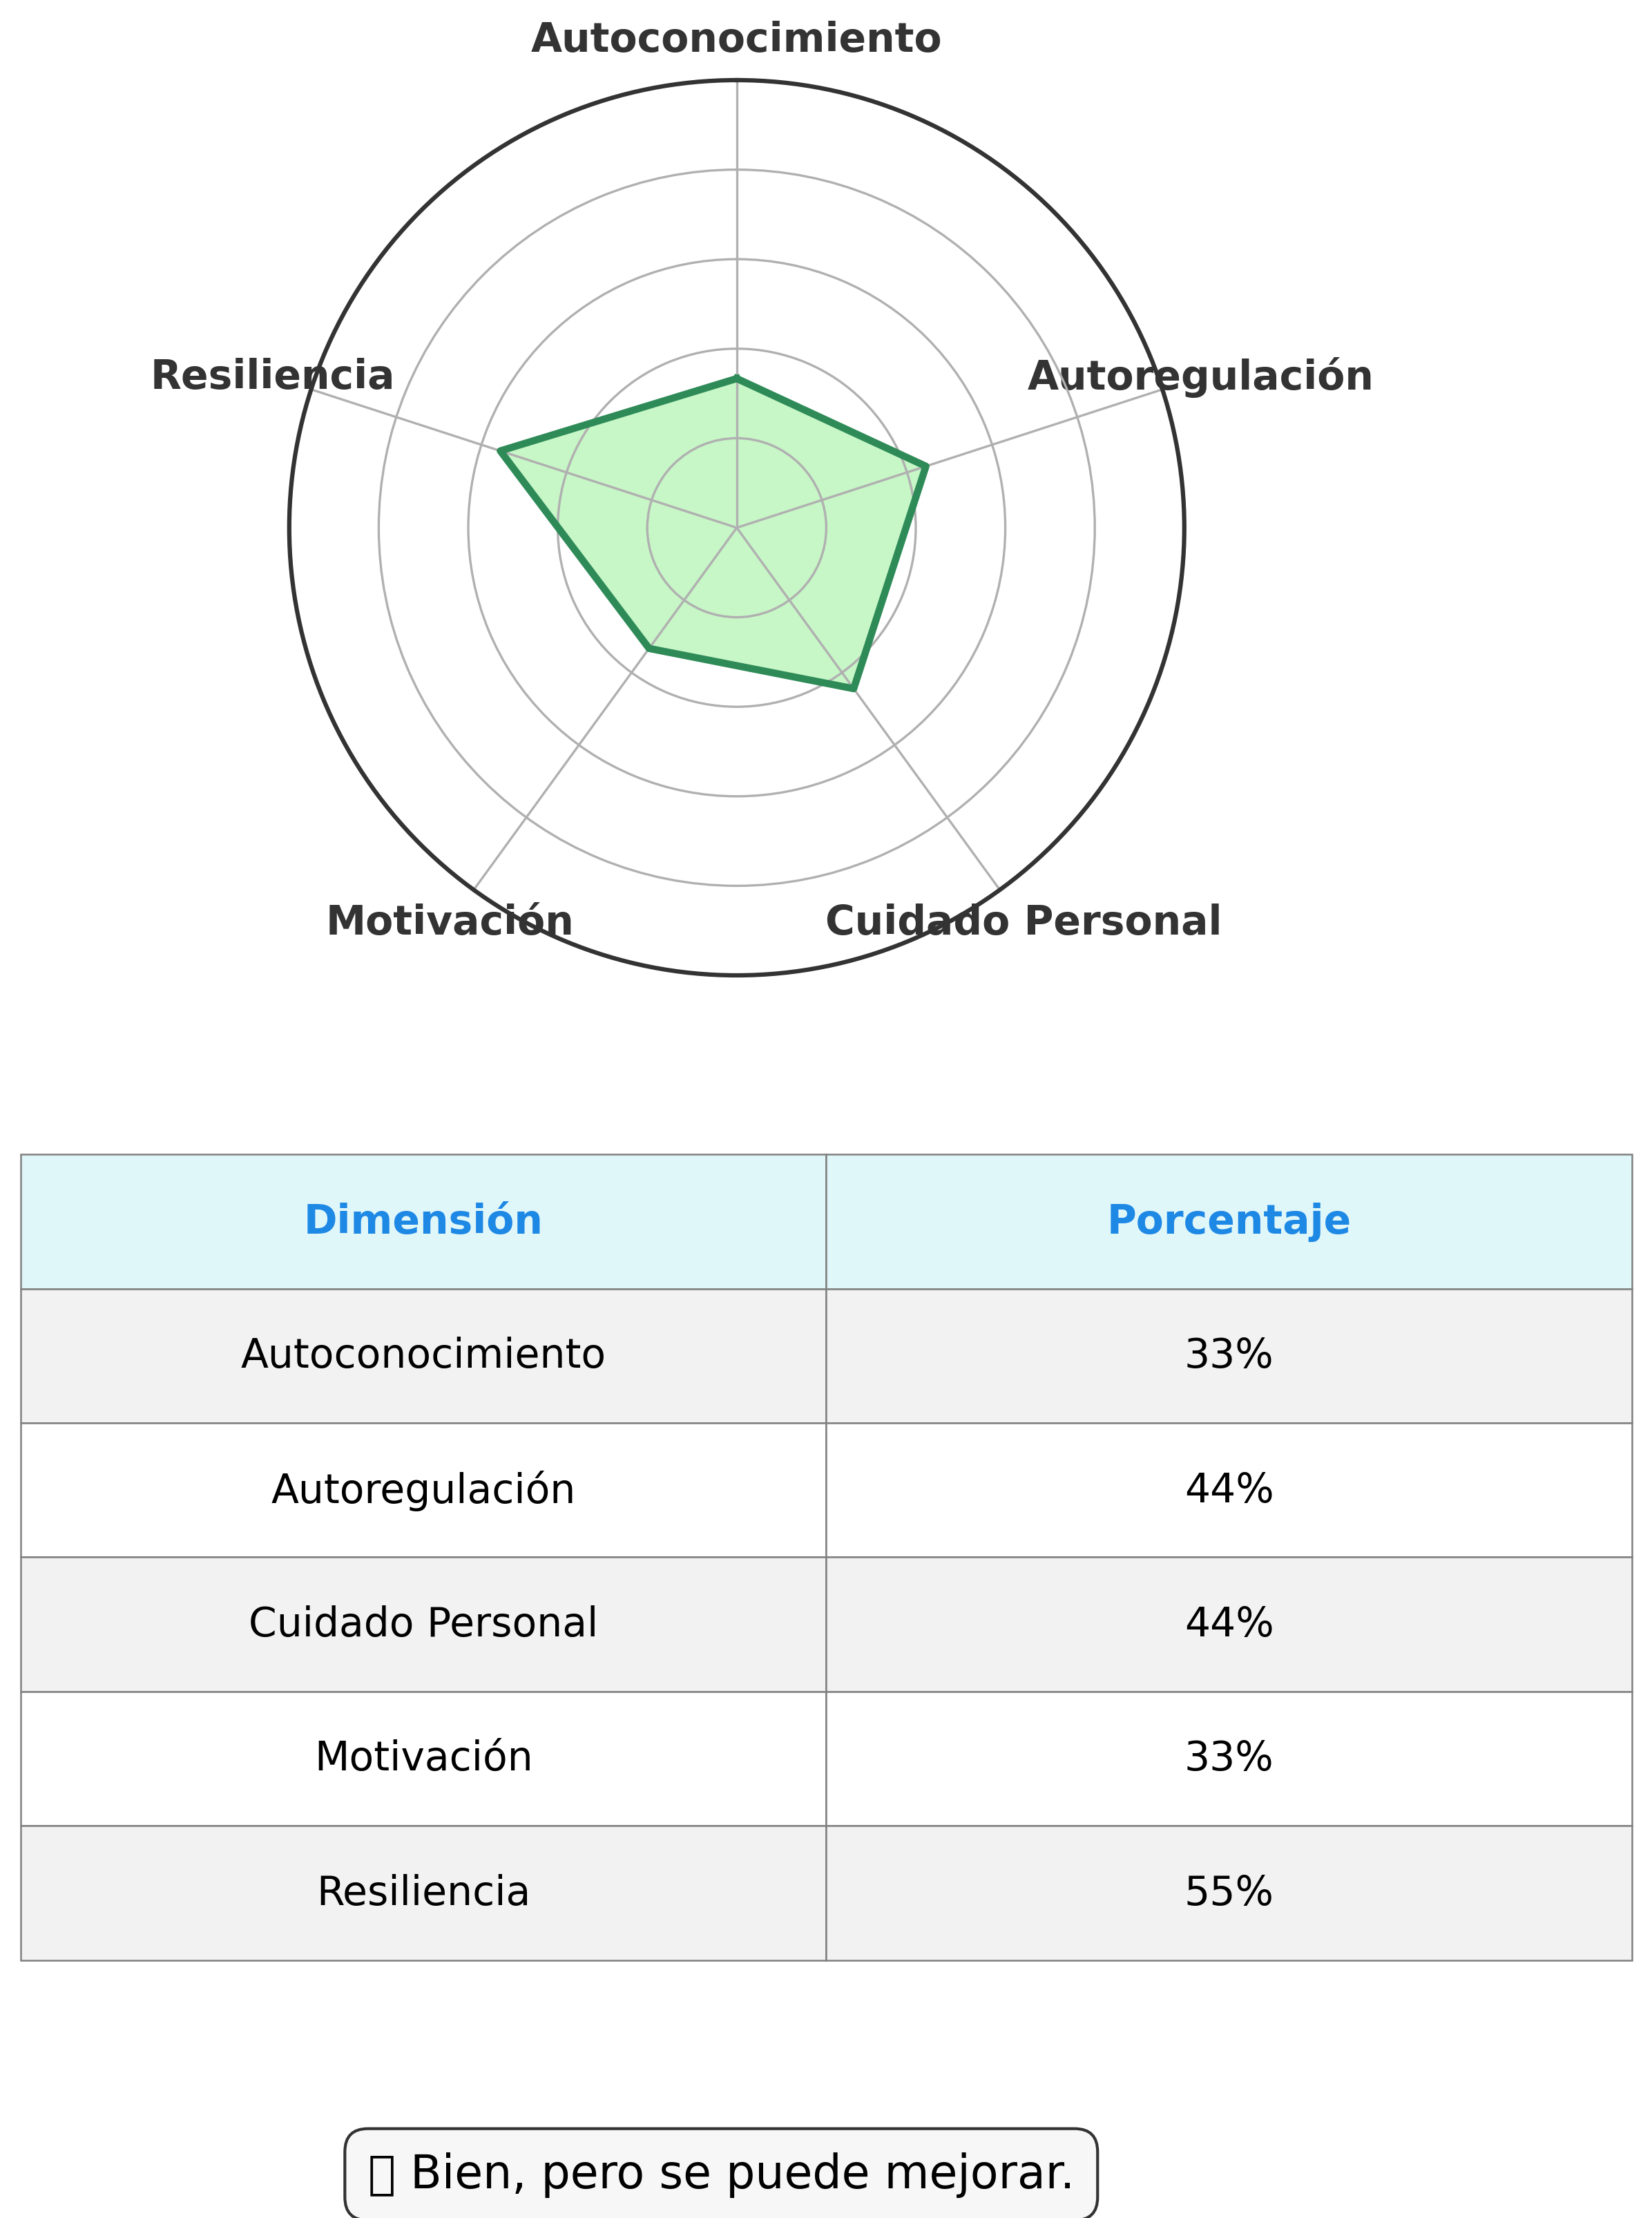 Autoconocimiento
Resiliencia
Autoregulación
Motivación
Cuidado Personal
Dimensión Porcentaje
Autoconocimiento 33%
Autoregulación 44%
Cuidado Personal 44%
Motivación 33%
Resiliencia 55%
Bien, pero se puede mejorar.